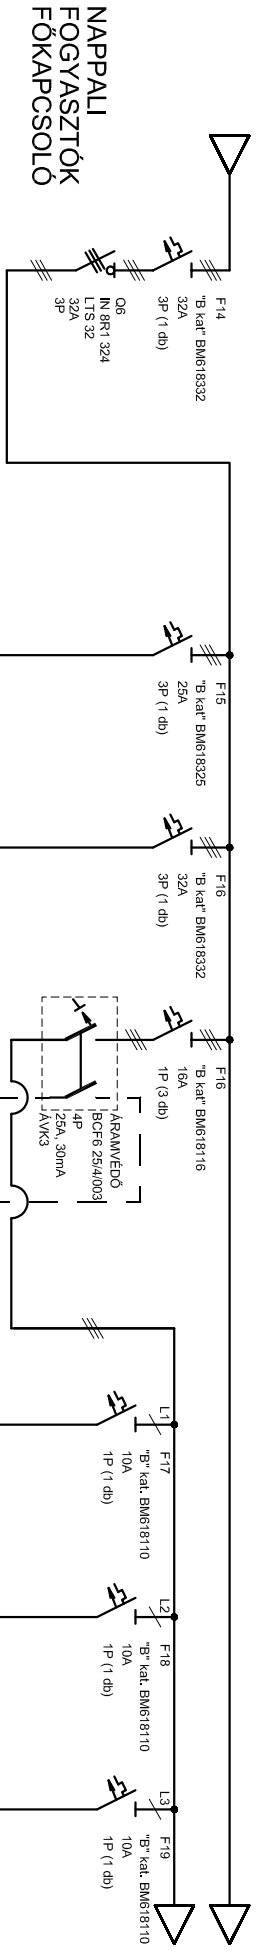 NAPPALI
FOGYASZTÓK
FŐKAPCSOLÓ
F14
"B kat" BM618332
32A
3P (1 db)
Q6
IN 8R1 324
LTS 32
32A
3P
F15
"B kat" BM618325
25A
3P (1 db)
F16
"B kat" BM618332
32A
3P (1 db)
F16
"B kat" BM618116
16A
1P (3 db)
ÁRAMVÉDŐ
BCF6 25/4/003
4P
25A, 30mA
ÁVK3
L1
F17
"B" kat. BM618110
10A
1P (1 db)
L2
F18
"B" kat. BM618110
10A
1P (1 db)
L3
F19
"B" kat. BM618110
10A
1P (1 db)